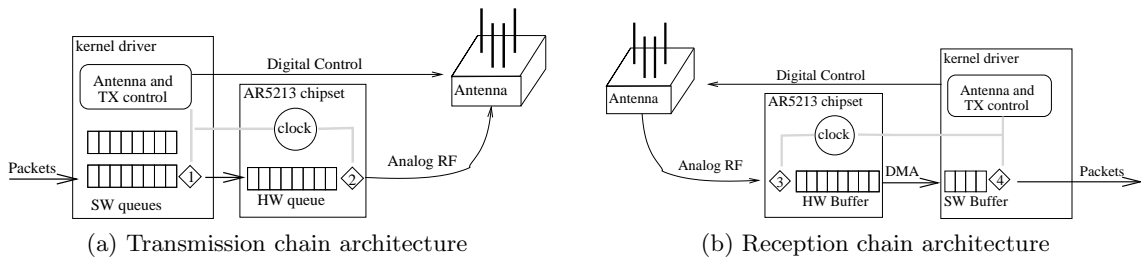 kernel driver
Antenna and
TX control
Digital Control
AR5213 chipset
clock
Antenna
Packets
1
2
Analog RF
SW queues
HW queue
(a) Transmission chain architecture
kernel driver
Digital Control
Antenna and
TX control
Antenna
AR5213 chipset
clock
Analog RF
3
DMA
4
Packets
HW Buffer
SW Buffer
(b) Reception chain architecture